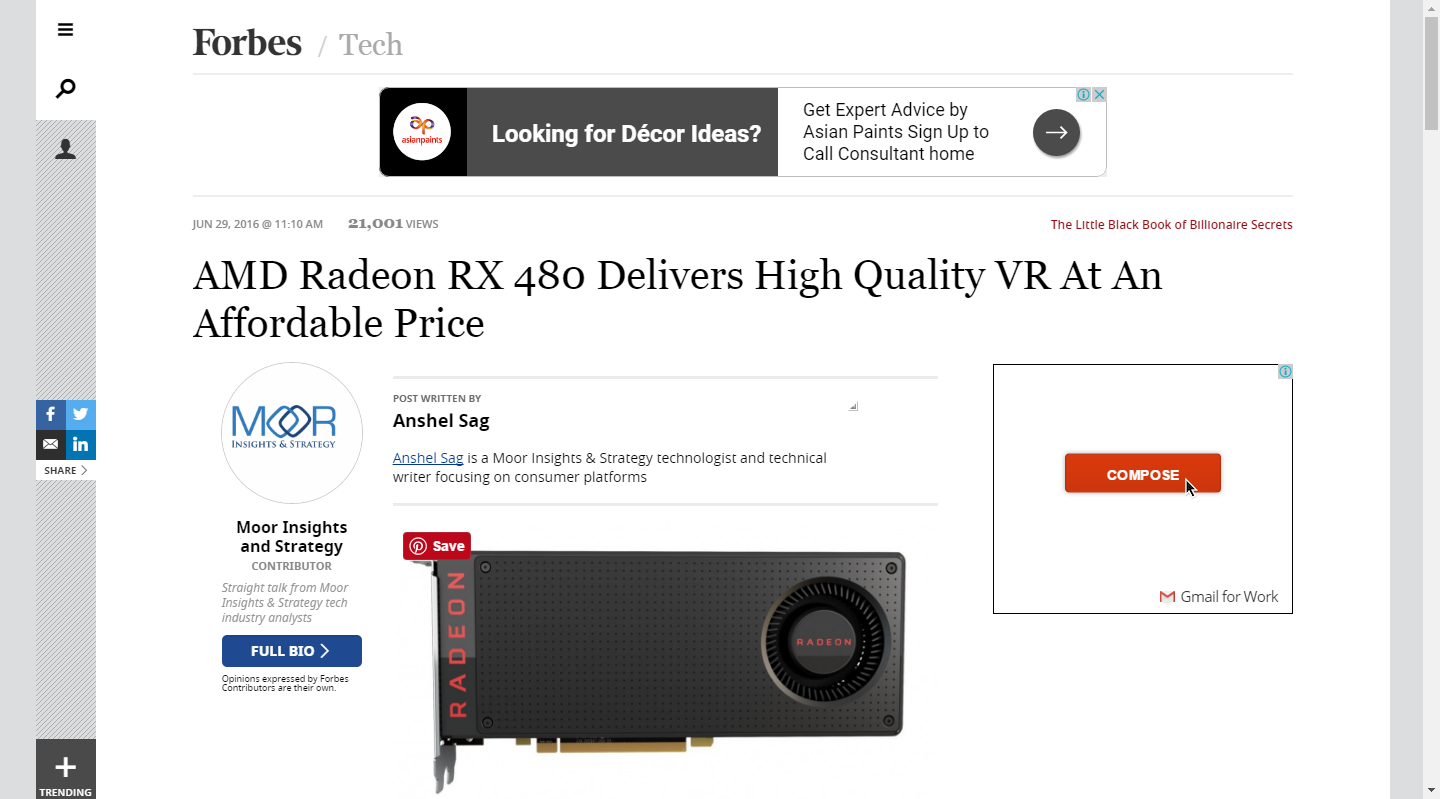 Forbes / Tech
asianpaints
Looking for Décor Ideas?
Get Expert Advice by
Asian Paints Sign Up to
Call Consultant home
JUN 29, 2016 @ 11:10 AM 21,001 VIEWS
The Little Black Book of Billionaire Secrets
AMD Radeon RX 480 Delivers High Quality VR At An
Affordable Price
MOOR
INSIGHTS & STRATEGY
Moor Insights
and Strategy
CONTRIBUTOR
Straight talk from Moor
Insights & Strategy tech
industry analysts
FULL BIO
Opinions expressed by Forbes
Contributors are their own.
POST WRITTEN BY
Anshel Sag
Anshel Sag is a Moor Insights & Strategy technologist and technical
writer focusing on consumer platforms
Save
RADEON
RADEON
COMPOSE
Gmail for Work
SHARE
TRENDING